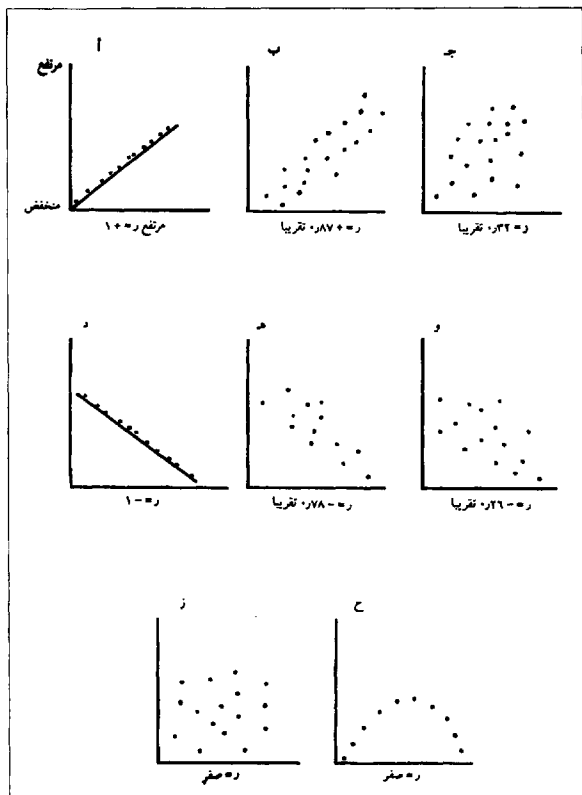 أ
ب
جـ
مرتفع
منخفض
مرتفع ر = + ١
ر = + ٠٫٨٧ تقريبا
ر = ٠٫٣٢ تقريبا
د
هـ
و
ر = - ١
ر = - ٠٫٧٨ تقريبا
ر = - ٠٫٢٦ تقريبا
ز
ح
ر = صفر
ر = صفر